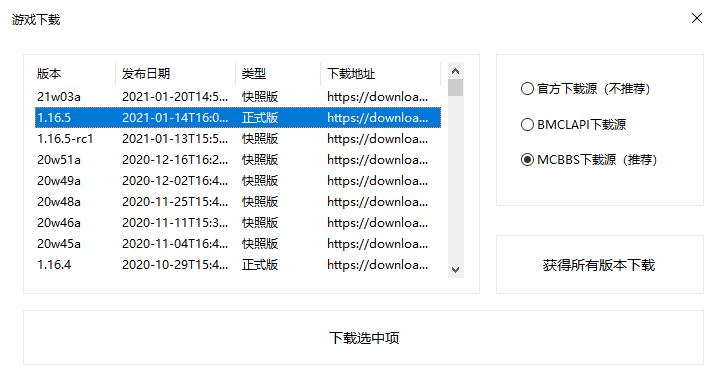 游戏下载
版本 发布日期 类型 下载地址
21w03a 2021-01-20T14:5... 快照版 https://downloa...
1.16.5 2021-01-14T16:0... 正式版 https://downloa...
1.16.5-rc1 2021-01-13T15:5... 快照版 https://downloa...
20w51a 2020-12-16T16:2... 快照版 https://downloa...
20w49a 2020-12-02T16:4... 快照版 https://downloa...
20w48a 2020-11-25T15:4... 快照版 https://downloa...
20w46a 2020-11-11T15:3... 快照版 https://downloa...
20w45a 2020-11-04T16:4... 快照版 https://downloa...
1.16.4 2020-10-29T15:4... 正式版 https://downloa...
官方下载源（不推荐）
BMCLAPI下载源
MCBBS下载源（推荐）
获得所有版本下载
下载选中项